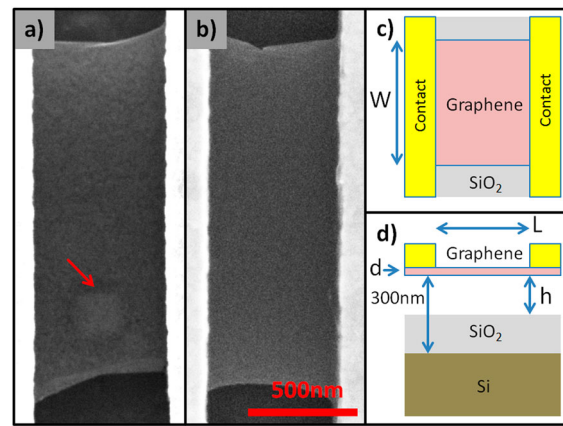 a)
b)
500nm
c)
W
Contact
Graphene
Contact
SiO₂
d)
L
Graphene
d
300nm
h
SiO₂
Si